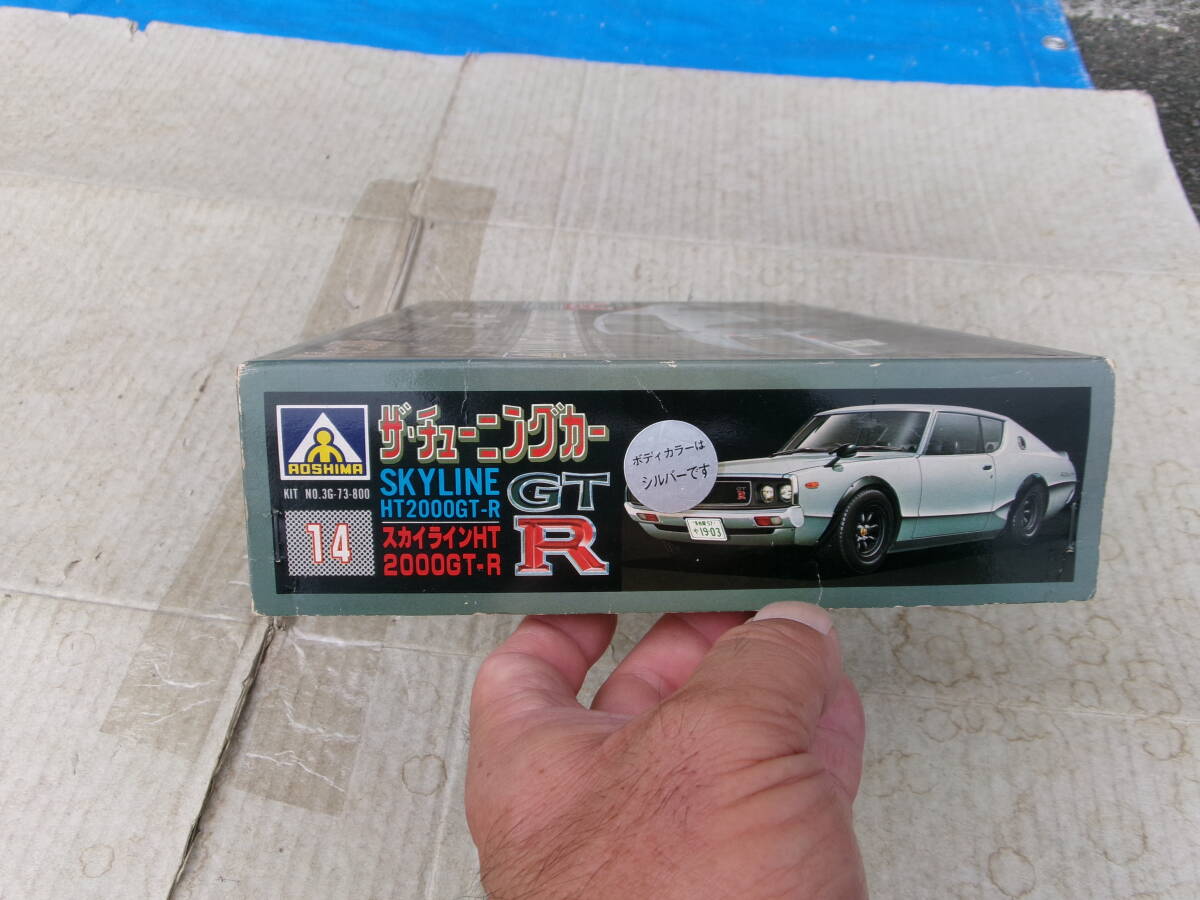 AOSHIMA
KIT NO.3G-73-800
14
ザ・チューニングカー
SKYLINE
HT2000GT-R
スカイラインHT
2000GT-R
GT
R
ボディカラーは
シルバーです
19-03